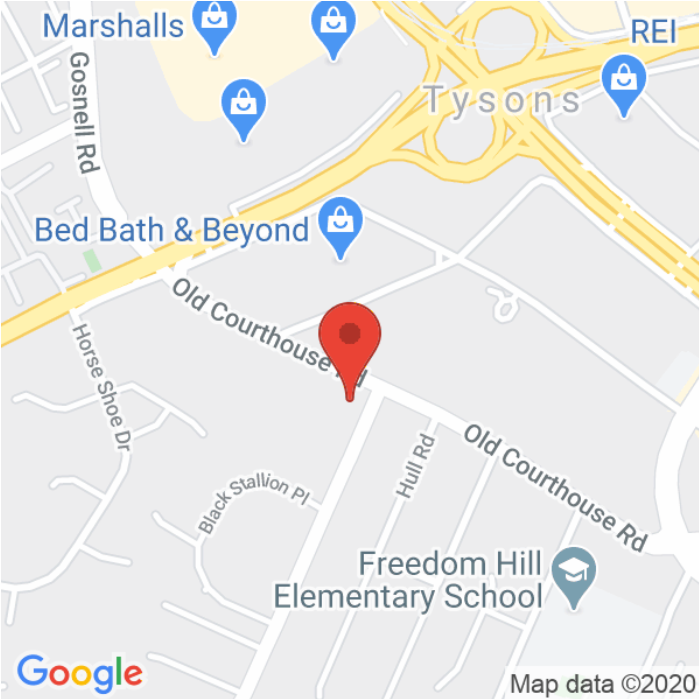 Marshalls
REI
Gosnell Rd
Tysons
Bed Bath & Beyond
Old Courthouse Rd
Horse Shoe Dr
Hull Rd
Old Courthouse Rd
Black Stallion Pl
Freedom Hill
Elementary School
Google
Map data ©2020